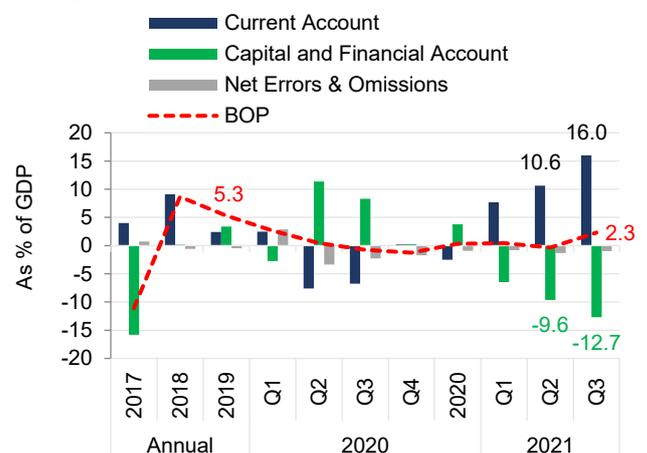 Current Account
Capital and Financial Account
Net Errors & Omissions
BOP
As % of GDP
20
15
10
5
0
-5
-10
-15
-20
5.3
10.6
16.0
2.3
-9.6
-12.7
2017
2018
2019
Q1
Q2
Q3
Q4
2020
Q1
Q2
Q3
Annual
2020
2021